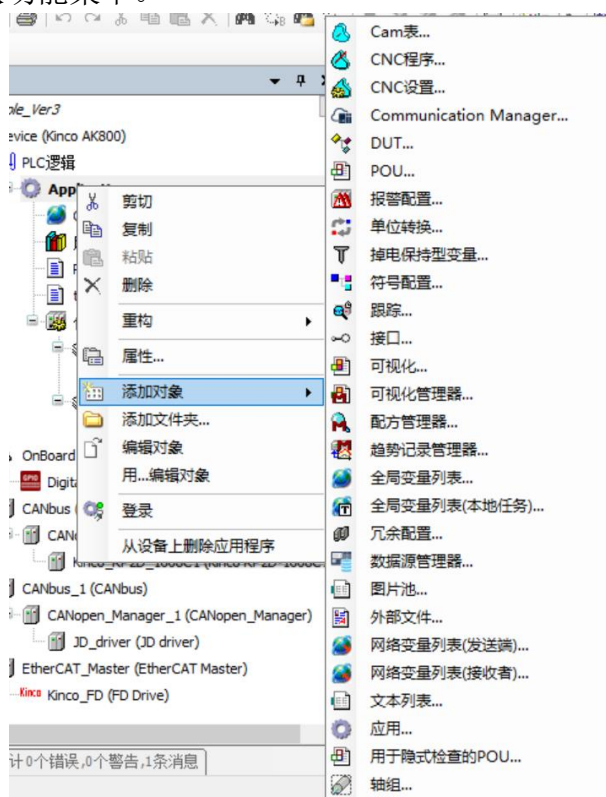 ple_Ver3
evice (Kinco AK800)
PLC逻辑
剪切
复制
粘贴
删除
重构
属性...
添加对象
添加文件夹...
编辑对象
用...编辑对象
登录
从设备上删除应用程序
OnBoard
Digit
CANbus
CANbus_1 (CANbus)
CANopen_Manager_1 (CANopen_Manager)
JD_driver (JD driver)
EtherCAT_Master (EtherCAT Master)
Kinco Kinco_FD (FD Drive)
计0个错误,0个警告,1条消息
Cam表...
CNC程序...
CNC设置...
Communication Manager...
DUT...
POU...
报警配置...
单位转换...
掉电保持型变量...
符号配置...
跟踪...
接口...
可视化...
可视化管理器...
配方管理器...
趋势记录管理器...
全局变量列表...
全局变量列表(本地任务)...
冗余配置...
数据源管理器...
图片池...
外部文件...
网络变量列表(发送端)...
网络变量列表(接收者)...
文本列表...
应用...
用于隐式检查的POU...
轴组...